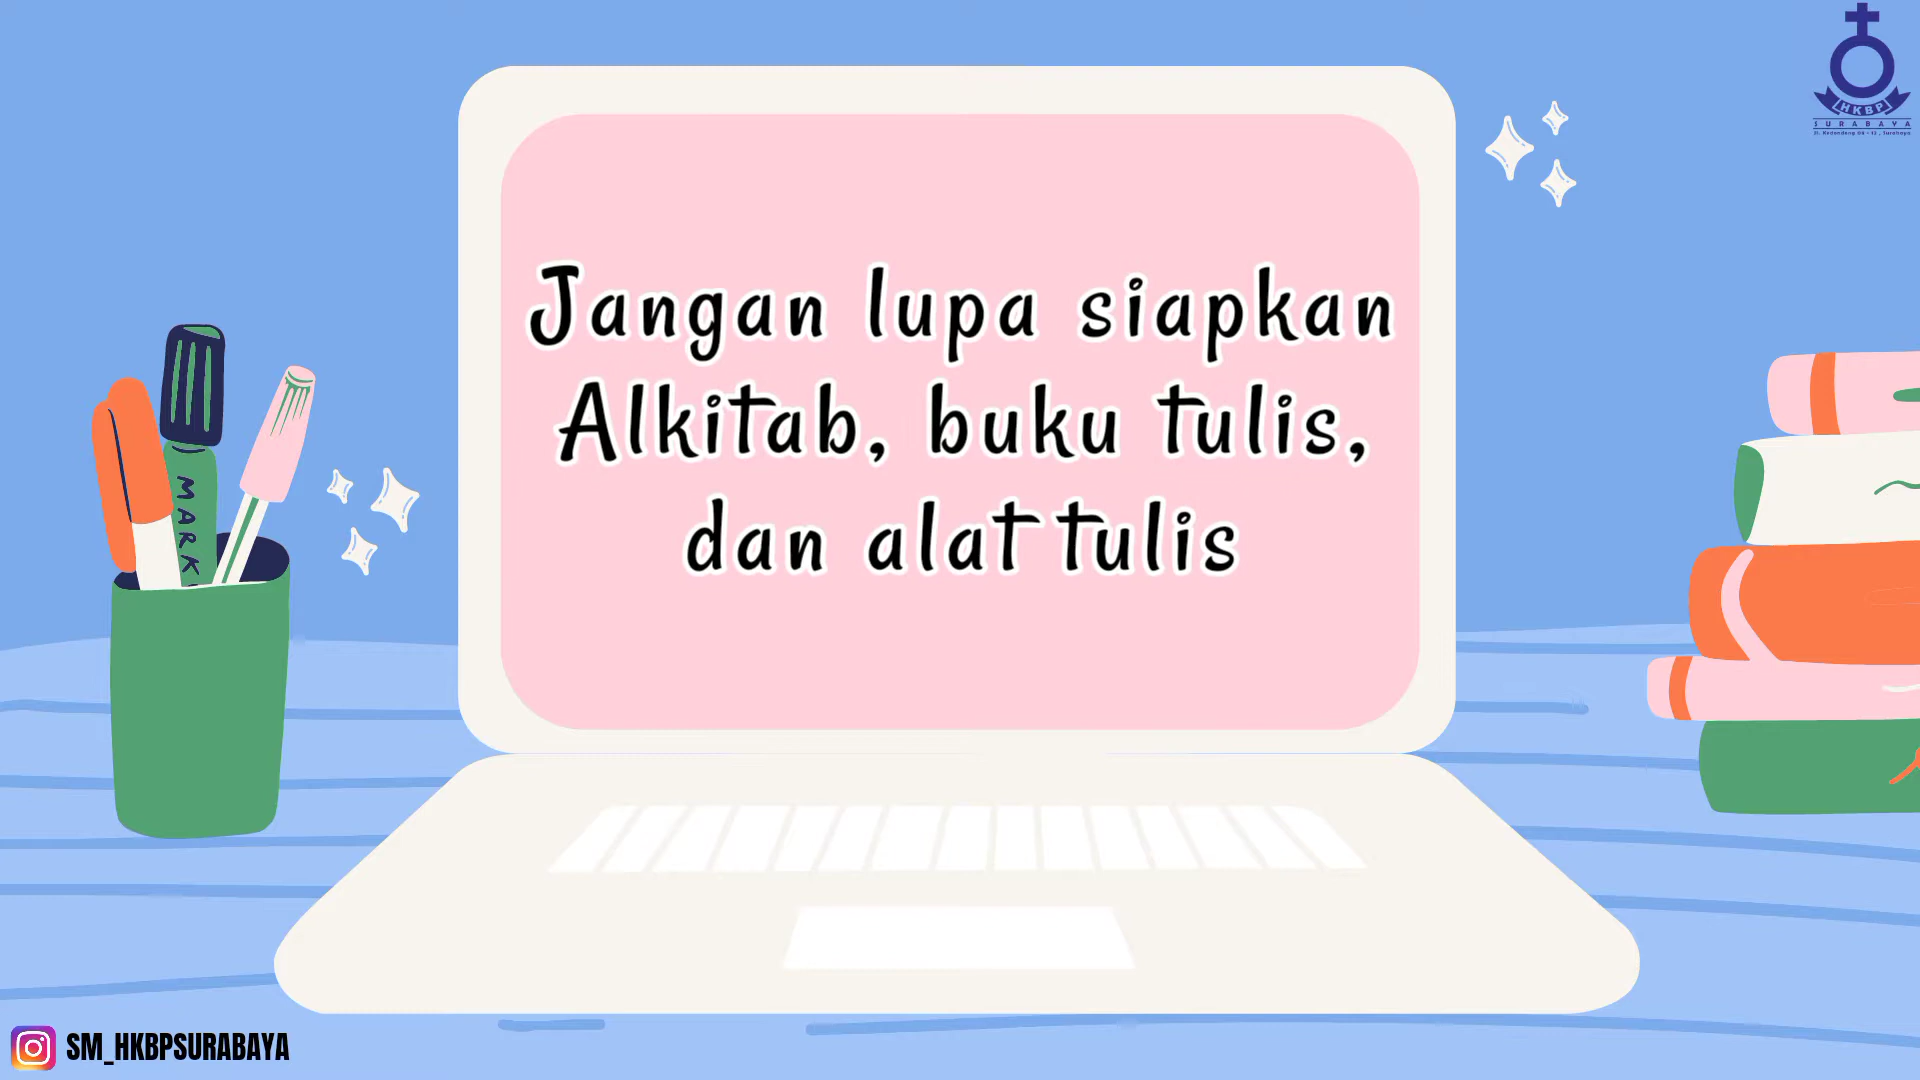 HKBP
SURABAYA
Jangan lupa siapkan
Alkitab, buku tulis,
dan alat tulis
MARK
SM_HKBPSURABAYA